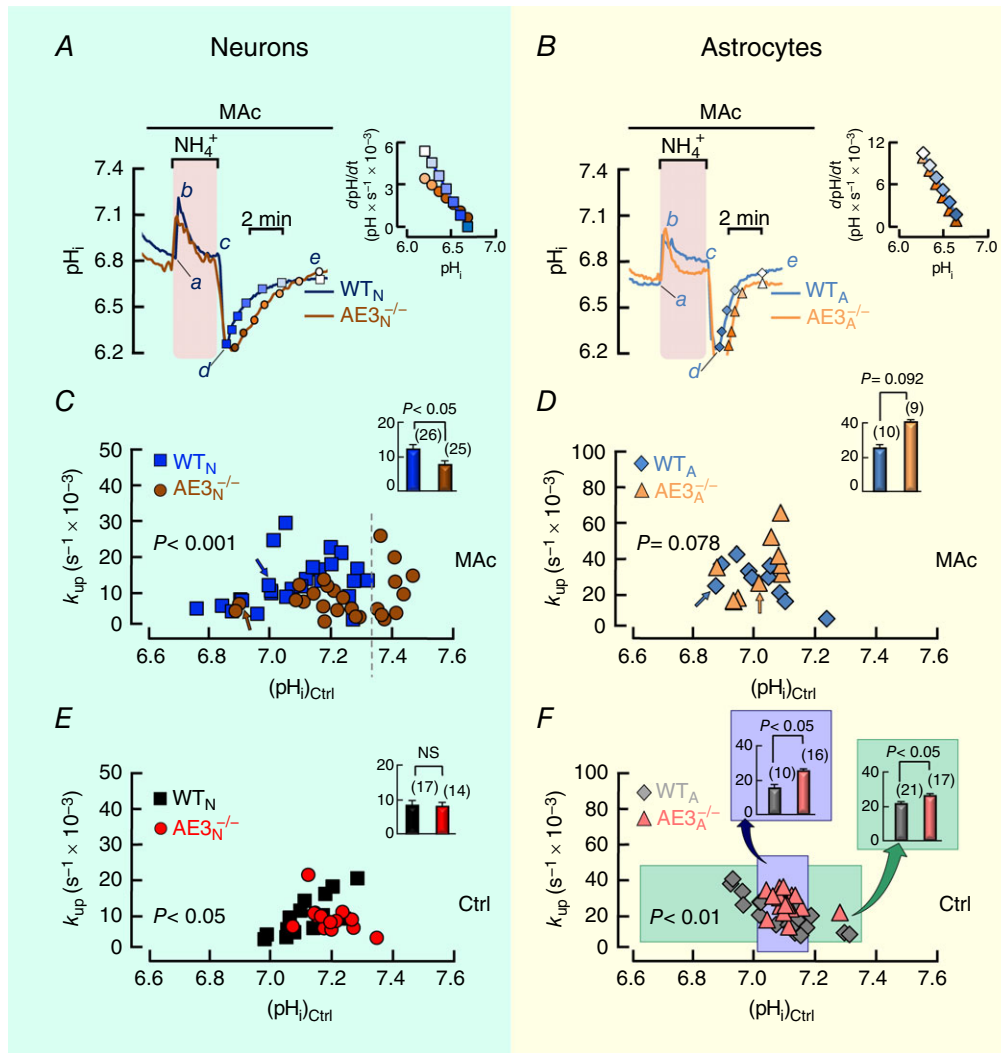 A Neurons
B Astrocytes
MAc
NH4+
7.4
7.1
6.8
6.5
6.2
pHi
a
b
c
d
e
2 min
WTN
AE3N−/−
dpH/dt
(pH × s−1 × 10−3)
6
3
0
6.0 6.5 7.0
pHi
MAc
NH4+
7.4
7.1
6.8
6.5
6.2
pHi
a
b
c
d
e
2 min
WTA
AE3A−/−
dpH/dt
(pH × s−1 × 10−3)
12
6
0
6.0 6.5 7.0
pHi
C
50
40
30
20
10
0
kup (s−1 × 10−3)
WTN
AE3N−/−
P< 0.001
P< 0.05
20
10
0
(26)
(25)
MAc
6.6 6.8 7.0 7.2 7.4 7.6
(pHi)Ctrl
D
100
80
60
40
20
0
kup (s−1 × 10−3)
WTA
AE3A−/−
P= 0.078
P= 0.092
40
20
0
(10)
(9)
MAc
6.6 6.8 7.0 7.2 7.4 7.6
(pHi)Ctrl
E
50
40
30
20
10
0
kup (s−1 × 10−3)
WTN
AE3N−/−
P< 0.05
NS
20
10
0
(17)
(14)
Ctrl
6.6 6.8 7.0 7.2 7.4 7.6
(pHi)Ctrl
F
100
80
60
40
20
0
kup (s−1 × 10−3)
WTA
AE3A−/−
P< 0.01
P< 0.05
40
20
0
(10)
(16)
P< 0.05
40
20
0
(21)
(17)
Ctrl
6.6 6.8 7.0 7.2 7.4 7.6
(pHi)Ctrl